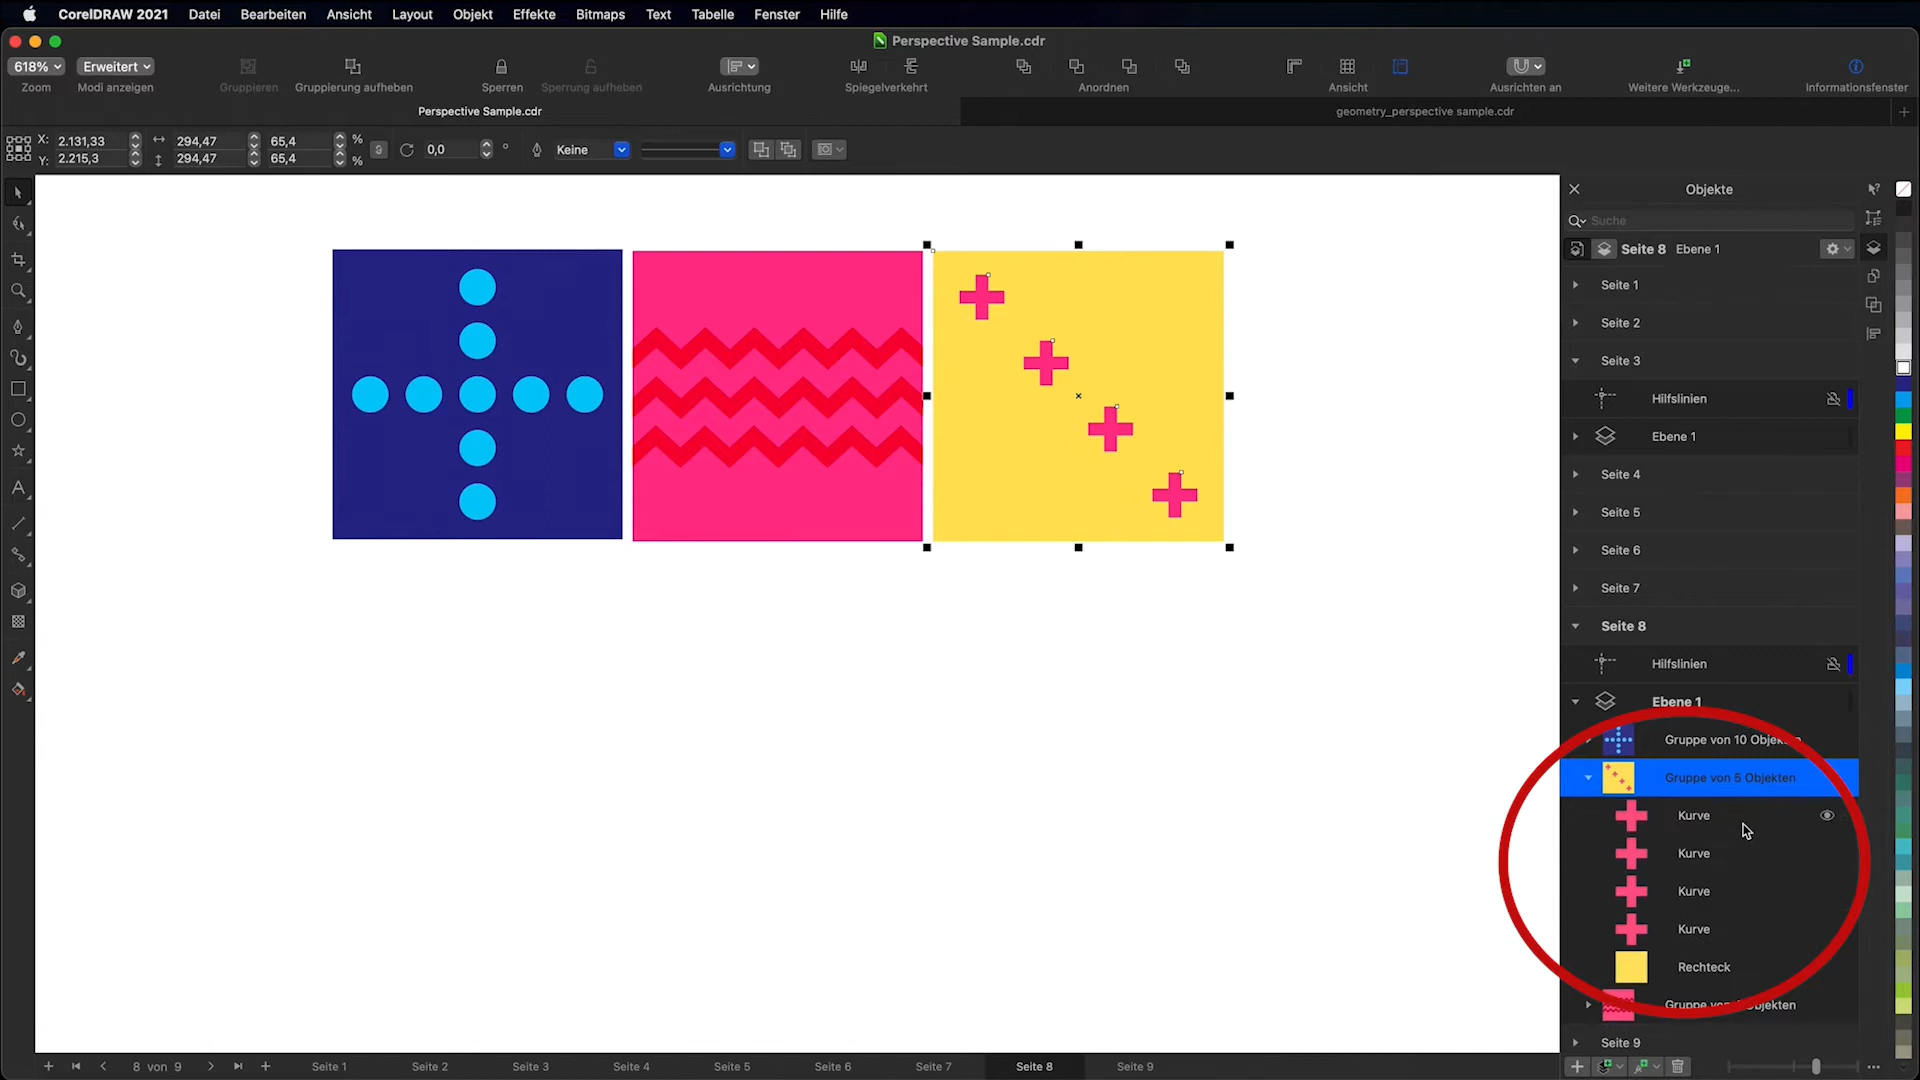 CorelDRAW 2021 Datei Bearbeiten Ansicht Layout Objekt Effekte Bitmaps Text Tabelle Fenster Hilfe
Perspective Sample.cdr
618% Erweitert
Zoom Modi anzeigen Gruppieren Gruppierung aufheben Sperren Sperrung aufheben Ausrichtung Spiegelverkehrt Anordnen Ansicht Ausrichten an Weitere Werkzeuge... Informationsfenster
Perspective Sample.cdr geometry_perspective sample.cdr
X: 2.131,33 294,47 65,4 % 0,0 ° Keine
Y: 2.215,3 294,47 65,4 %
Objekte
Suche
Seite 8 Ebene 1
Seite 1
Seite 2
Seite 3
Hilfslinien
Ebene 1
Seite 4
Seite 5
Seite 6
Seite 7
Seite 8
Hilfslinien
Ebene 1
Gruppe von 10 Objekten
Gruppe von 5 Objekten
Kurve
Kurve
Kurve
Kurve
Rechteck
Gruppe von Objekten
Seite 9
8 von 9 Seite 1 Seite 2 Seite 3 Seite 4 Seite 5 Seite 6 Seite 7 Seite 8 Seite 9